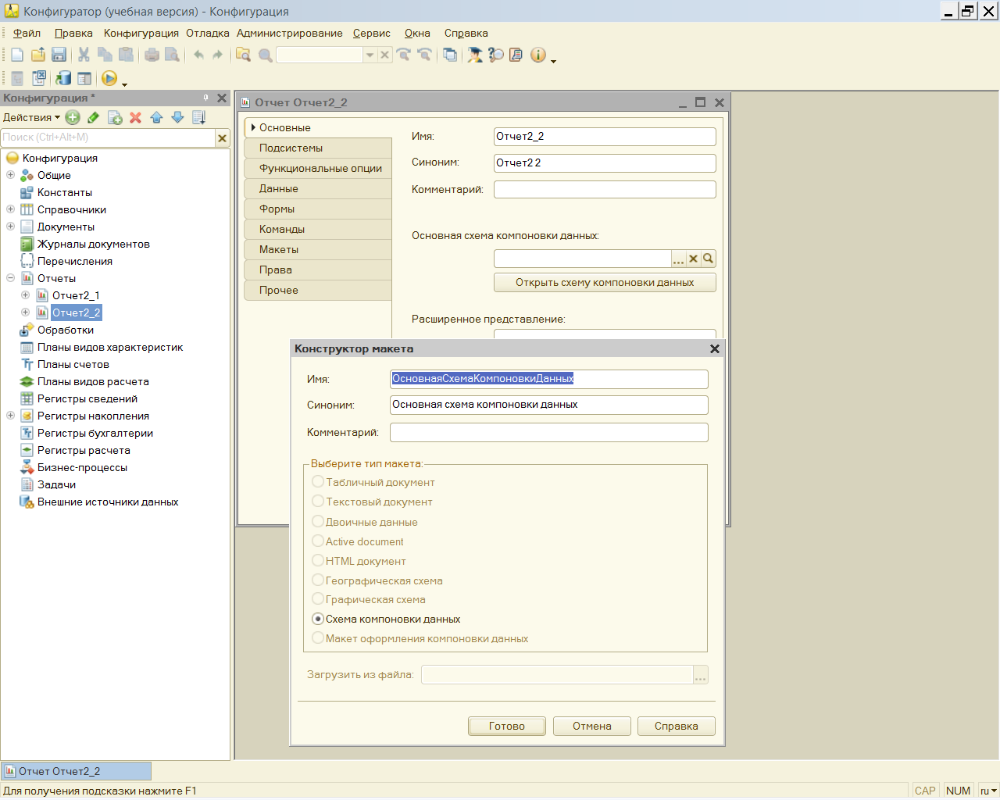 Конфигуратор (учебная версия) - Конфигурация
Файл Правка Конфигурация Отладка Администрирование Сервис Окна Справка
Конфигурация *
Действия
Поиск (Ctrl+Alt+M)
Конфигурация
Общие
Константы
Справочники
Документы
Журналы документов
Перечисления
Отчеты
Отчет2_1
Отчет2_2
Обработки
Планы видов характеристик
Планы счетов
Планы видов расчета
Регистры сведений
Регистры накопления
Регистры бухгалтерии
Регистры расчета
Бизнес-процессы
Задачи
Внешние источники данных
Отчет Отчет2_2
Основные
Подсистемы
Функциональные опции
Данные
Формы
Команды
Макеты
Права
Прочее
Имя: Отчет2_2
Синоним: Отчет2 2
Комментарий:
Основная схема компоновки данных:
...
Открыть схему компоновки данных
Расширенное представление:
Конструктор макета
Имя: ОсновнаяСхемаКомпоновкиДанных
Синоним: Основная схема компоновки данных
Комментарий:
Выберите тип макета:
Табличный документ
Текстовый документ
Двоичные данные
Active document
HTML документ
Географическая схема
Графическая схема
Схема компоновки данных
Макет оформления компоновки данных
Загрузить из файла: ...
Готово Отмена Справка
Отчет Отчет2_2
Для получения подсказки нажмите F1 CAP NUM ru